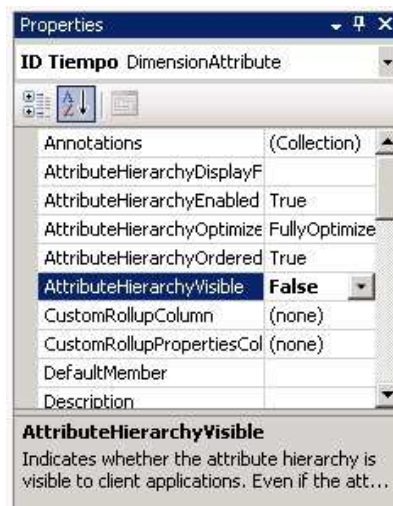 Properties
ID Tiempo DimensionAttribute
Annotations (Collection)
AttributeHierarchyDisplayF
AttributeHierarchyEnabled True
AttributeHierarchyOptimize FullyOptimize
AttributeHierarchyOrdered True
AttributeHierarchyVisible False
CustomRollupColumn (none)
CustomRollupPropertiesCol (none)
DefaultMember
Description
AttributeHierarchyVisible
Indicates whether the attribute hierarchy is
visible to client applications. Even if the att...